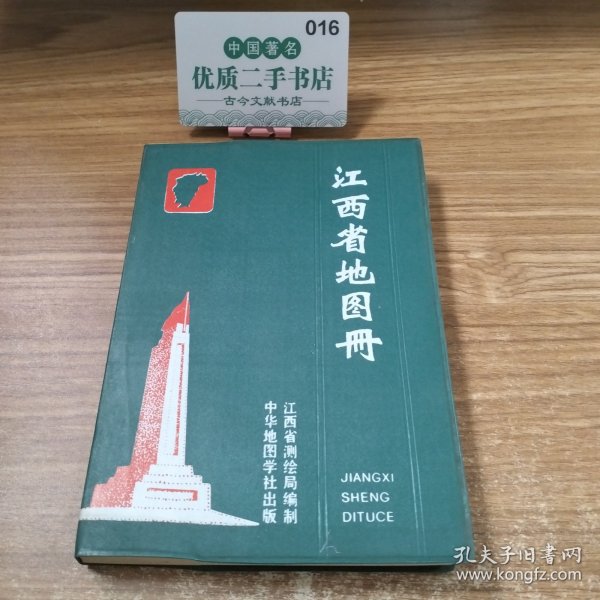 016
中国著名
优质二手书店
古今文献书店
江西省地图册
江西省测绘局编制
中华地图学社出版
JIANGXI
SHENG
DITUCE
孔夫子旧书网
www.kongfz.com